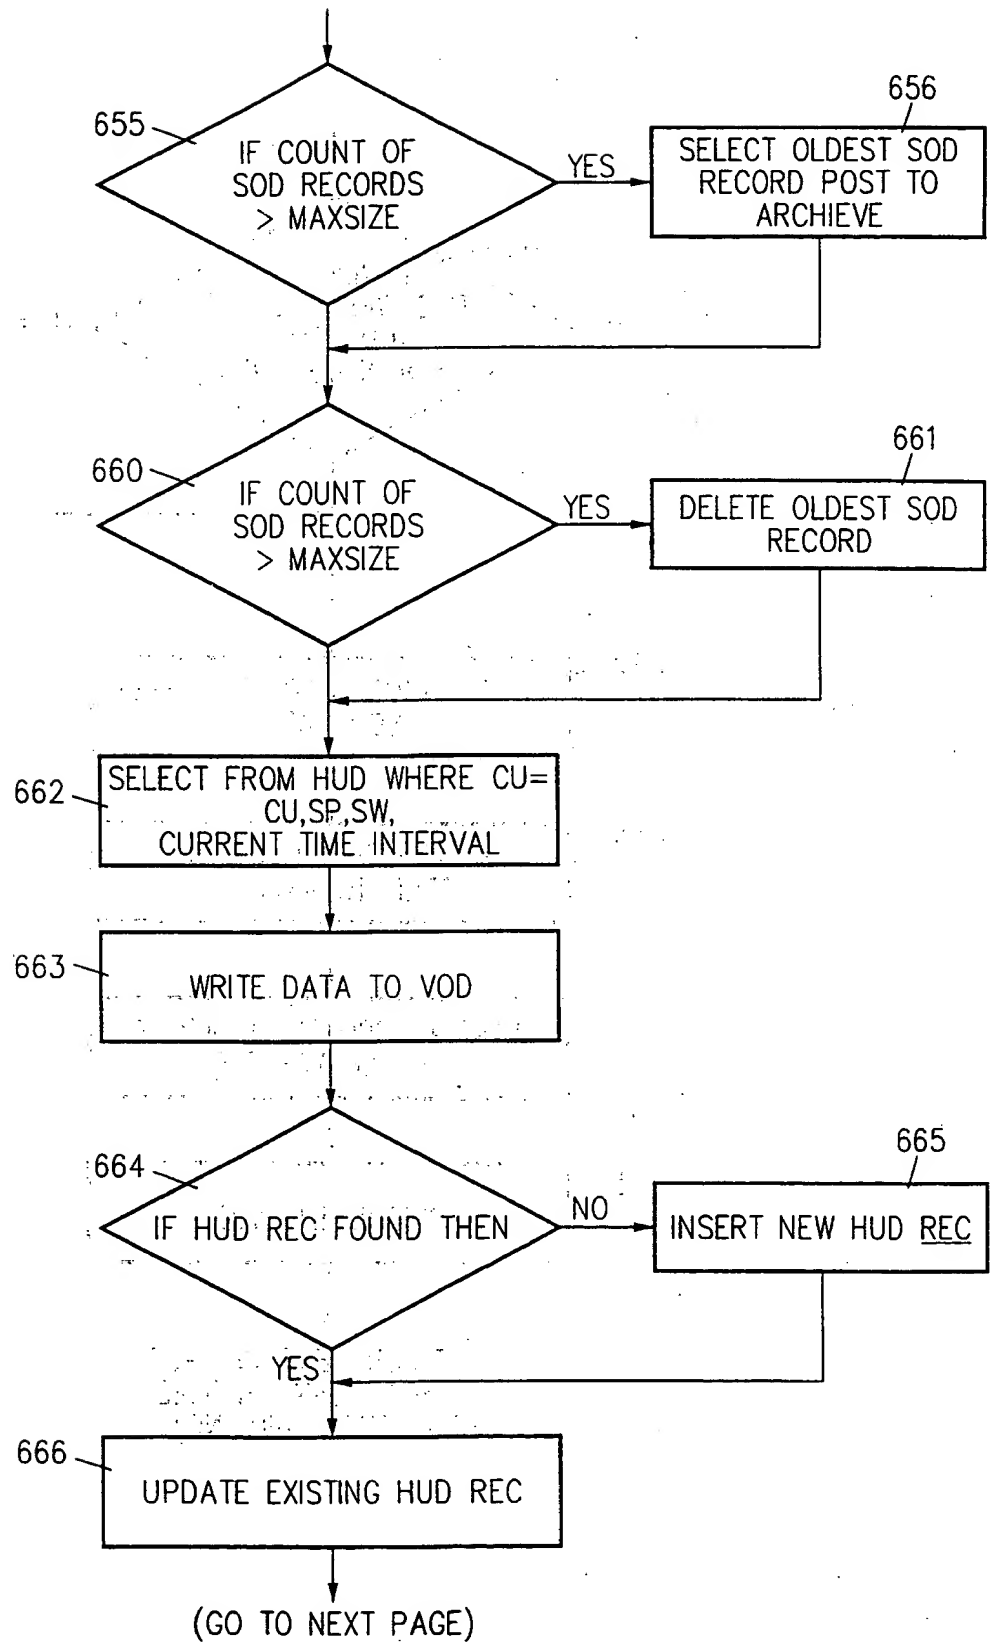 655
IF COUNT OF
SOD RECORDS
> MAXSIZE
YES
656
SELECT OLDEST SOD
RECORD POST TO
ARCHIEVE
660
IF COUNT OF
SOD RECORDS
> MAXSIZE
YES
661
DELETE OLDEST SOD
RECORD
662
SELECT FROM HUD WHERE CU=
CU,SP,SW,
CURRENT TIME INTERVAL
663
WRITE DATA TO VOD
664
IF HUD REC FOUND THEN
NO
665
INSERT NEW HUD REC
YES
666
UPDATE EXISTING HUD REC
(GO TO NEXT PAGE)